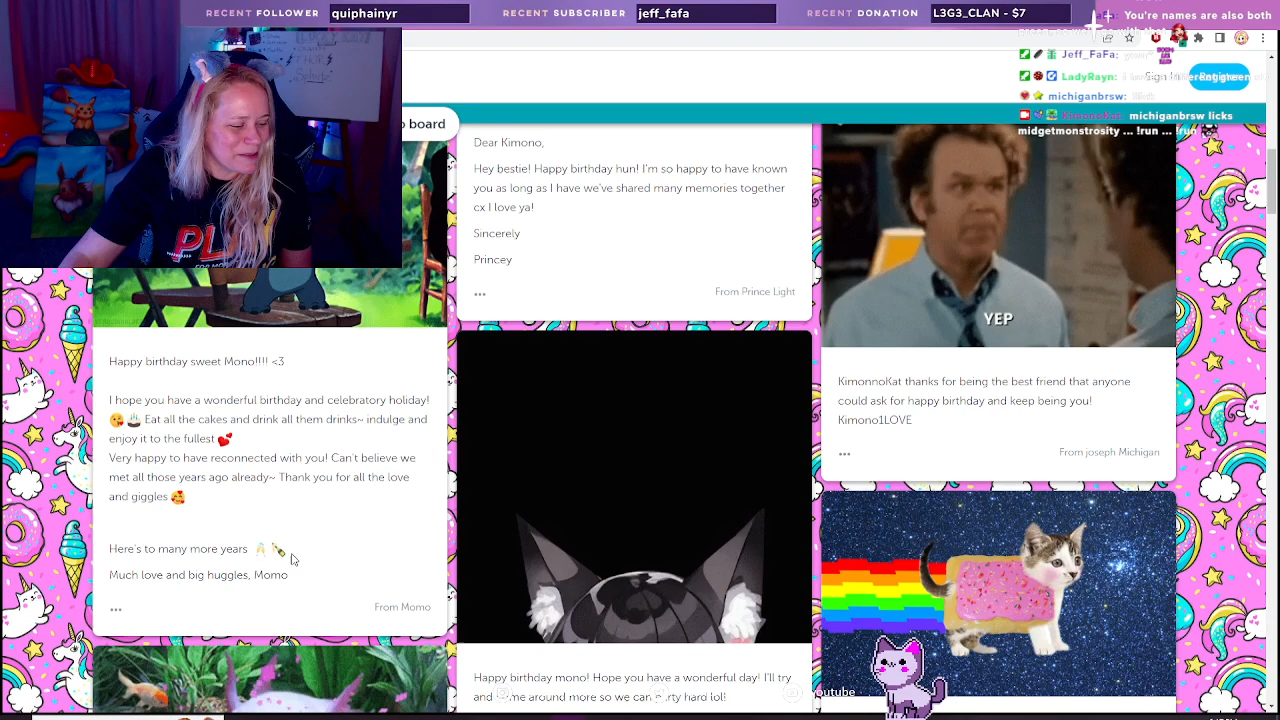 RECENT FOLLOWER quiphainyr RECENT SUBSCRIBER jeff_fafa RECENT DONATION L3G3_CLAN - $7
You're names are also both
Jeff_FaFa:
LadyRayn:
Sign In Register
michiganbrsw:
KimonoKat: michiganbrsw licks
midgetmonstrosity ... !run ... !run
board
Dear Kimono,
Hey bestie! Happy birthday hun! I'm so happy to have known
you as long as I have we've shared many memories together
cx I love ya!
Sincerely
Princey
From Prince Light
YEP
KimonnoKat thanks for being the best friend that anyone
could ask for happy birthday and keep being you!
Kimono1LOVE
From joseph Michigan
Happy birthday sweet Mono!!!! <3
I hope you have a wonderful birthday and celebratory holiday!
😘 🎂 Eat all the cakes and drink all them drinks~ indulge and
enjoy it to the fullest 💕
Very happy to have reconnected with you! Can't believe we
met all those years ago already~ Thank you for all the love
and giggles 🥰
Here's to many more years 🥂 🍾
Much love and big huggles, Momo
From Momo
Happy birthday mono! Hope you have a wonderful day! I'll try
and come around more so we can party hard lol!
youtube